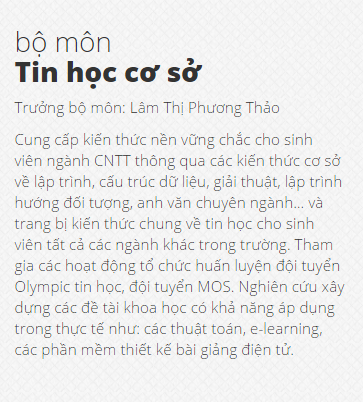 bộ môn
Tin học cơ sở
Trưởng bộ môn: Lâm Thị Phương Thảo
Cung cấp kiến thức nền vững chắc cho sinh
viên ngành CNTT thông qua các kiến thức cơ sở
về lập trình, cấu trúc dữ liệu, giải thuật, lập trình
hướng đối tượng, anh văn chuyên ngành... và
trang bị kiến thức chung về tin học cho sinh
viên tất cả các ngành khác trong trường. Tham
gia các hoạt động tổ chức huấn luyện đội tuyển
Olympic tin học, đội tuyển MOS. Nghiên cứu xây
dựng các đề tài khoa học có khả năng áp dụng
trong thực tế như: các thuật toán, e-learning,
các phần mềm thiết kế bài giảng điện tử.